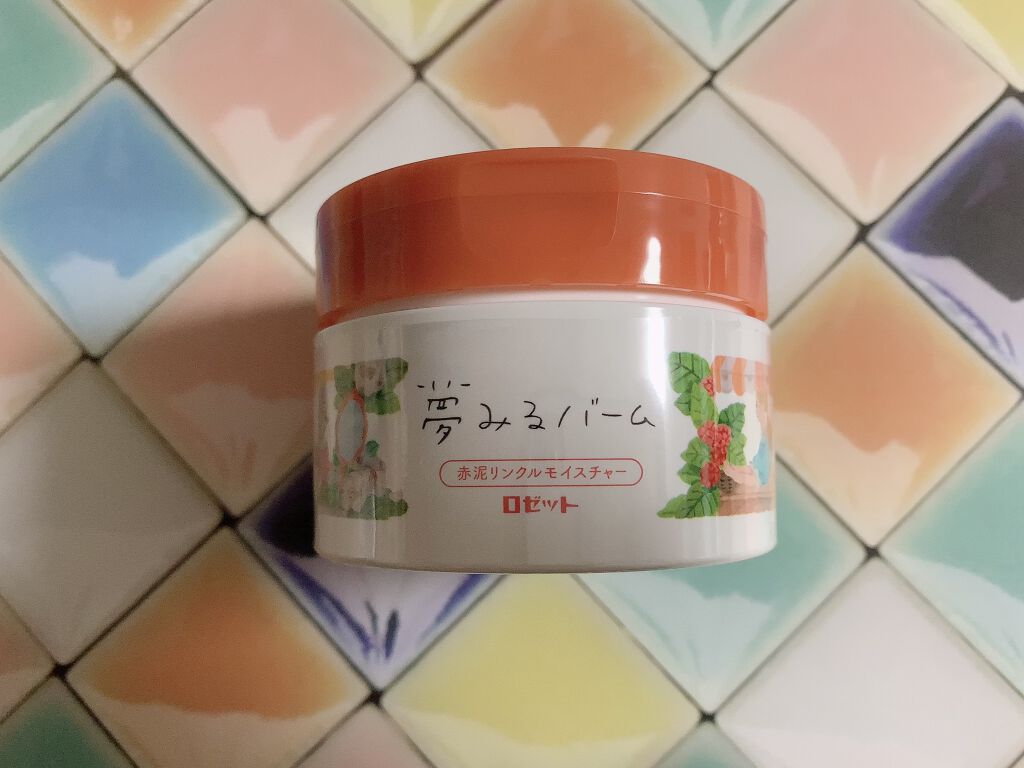 夢みるバーム
赤泥リンクルモイスチャー
ロゼット